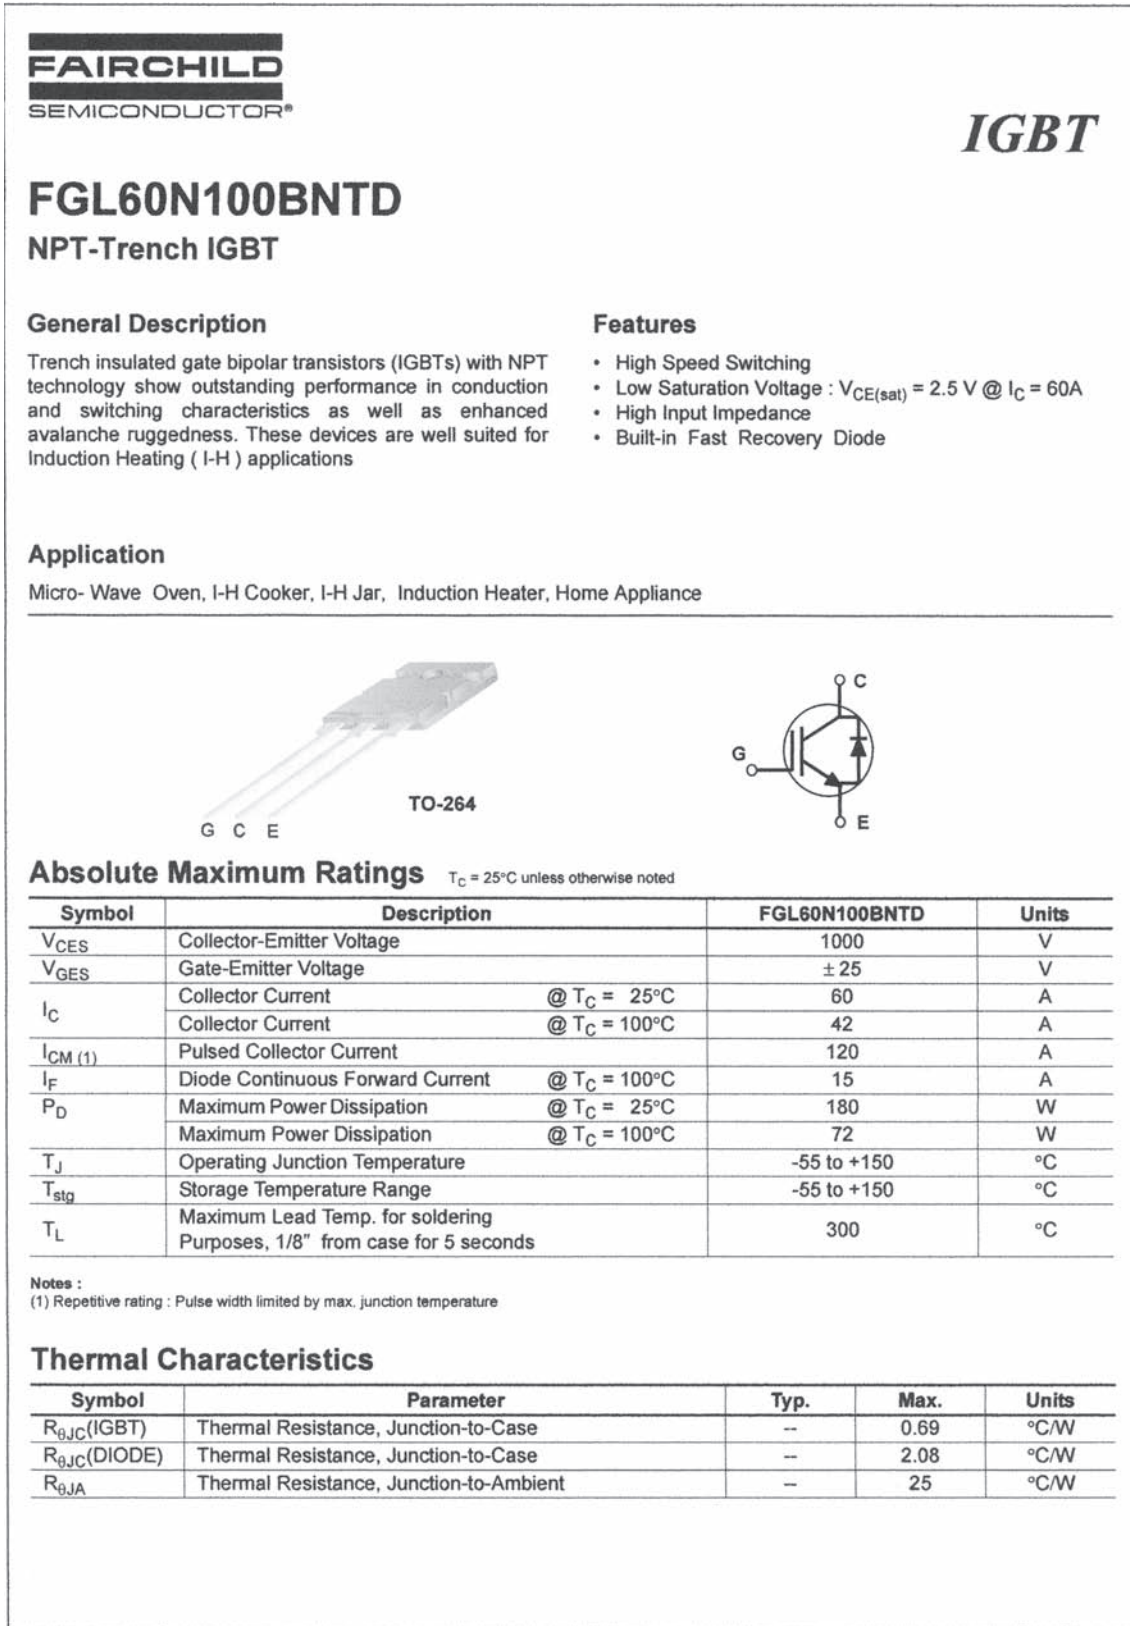 FAIRCHILD
SEMICONDUCTOR®
IGBT
FGL60N100BNTD
NPT-Trench IGBT
General Description
Trench insulated gate bipolar transistors (IGBTs) with NPT
technology show outstanding performance in conduction
and switching characteristics as well as enhanced
avalanche ruggedness. These devices are well suited for
Induction Heating ( I-H ) applications
Features
• High Speed Switching
• Low Saturation Voltage : VCE(sat) = 2.5 V @ IC = 60A
• High Input Impedance
• Built-in Fast Recovery Diode
Application
Micro- Wave Oven, I-H Cooker, I-H Jar, Induction Heater, Home Appliance
C
G
E
TO-264
G C E
Absolute Maximum Ratings TC = 25°C unless otherwise noted
Symbol Description FGL60N100BNTD Units
VCES Collector-Emitter Voltage 1000 V
VGES Gate-Emitter Voltage ± 25 V
IC Collector Current @ TC = 25°C 60 A
Collector Current @ TC = 100°C 42 A
ICM (1) Pulsed Collector Current 120 A
IF Diode Continuous Forward Current @ TC = 100°C 15 A
PD Maximum Power Dissipation @ TC = 25°C 180 W
Maximum Power Dissipation @ TC = 100°C 72 W
TJ Operating Junction Temperature -55 to +150 °C
Tstg Storage Temperature Range -55 to +150 °C
TL Maximum Lead Temp. for soldering
Purposes, 1/8" from case for 5 seconds 300 °C
Notes :
(1) Repetitive rating : Pulse width limited by max. junction temperature
Thermal Characteristics
Symbol Parameter Typ. Max. Units
RθJC(IGBT) Thermal Resistance, Junction-to-Case -- 0.69 °C/W
RθJC(DIODE) Thermal Resistance, Junction-to-Case -- 2.08 °C/W
RθJA Thermal Resistance, Junction-to-Ambient -- 25 °C/W